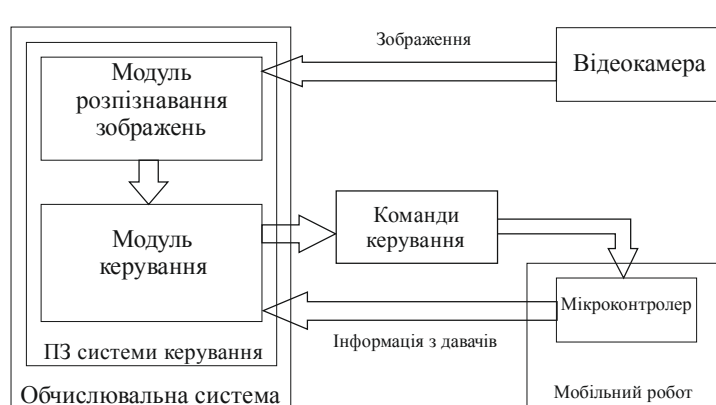 Зображення
Відеокамера
Модуль
розпізнавання
зображень
Модуль
керування
Команди
керування
Мікроконтролер
Інформація з давачів
ПЗ системи керування
Обчислювальна система
Мобільний робот